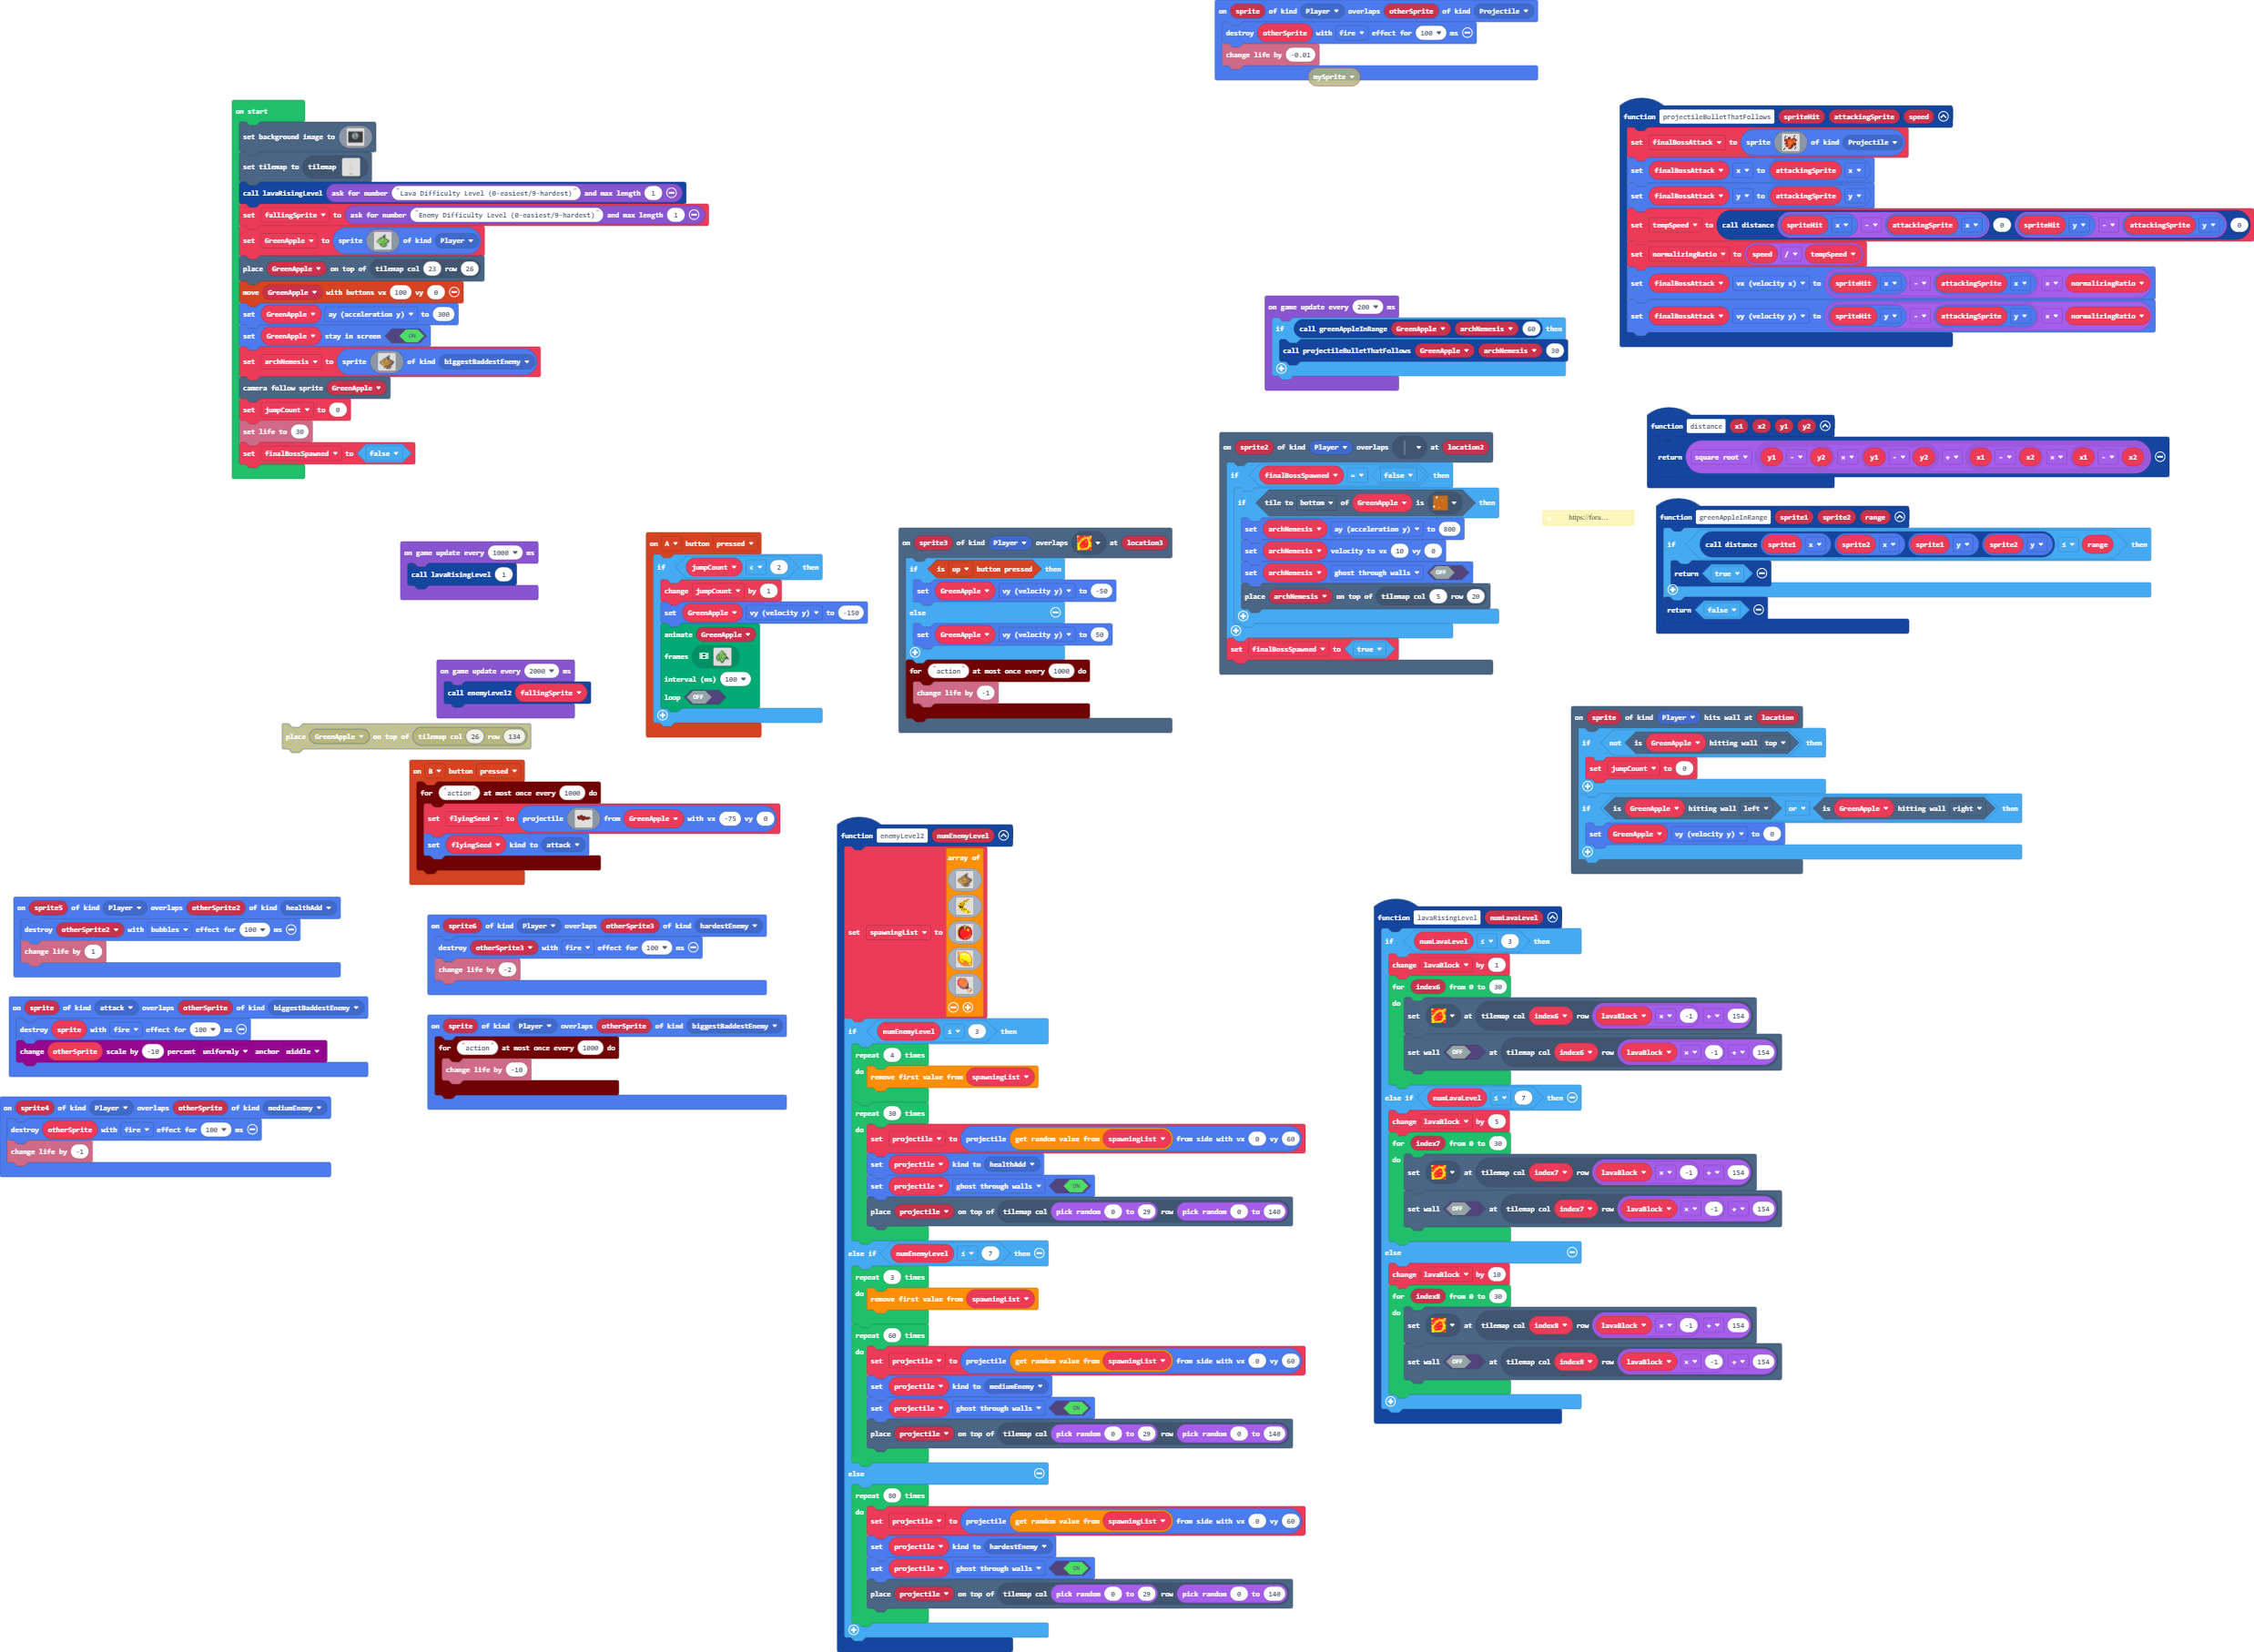 on sprite of kind Player overlaps otherSprite of kind Projectile
destroy otherSprite with fire effect for 100 ms
change life by -0.01
mySprite
on start
set background image to
set tilemap to tilemap
call lavaRisingLevel ask for number "Lava Difficulty Level (0-easiest/9-hardest)" and max length 1
set fallingSprite to ask for number "Enemy Difficulty Level (0-easiest/9-hardest)" and max length 1
set GreenApple to sprite of kind Player
place GreenApple on top of tilemap col 23 row 26
move GreenApple with buttons vx 100 vy 0
set GreenApple ay (acceleration y) to 300
set GreenApple stay in screen ON
set archNemesis to sprite of kind biggestBaddestEnemy
camera follow sprite GreenApple
set jumpCount to 0
set life to 30
set finalBossSpawned to false
function projectileBulletThatFollows spriteHit attackingSprite speed
set finalBossAttack to sprite of kind Projectile
set finalBossAttack x to attackingSprite x
set finalBossAttack y to attackingSprite y
set tempSpeed to call distance spriteHit x - attackingSprite x 0 spriteHit y - attackingSprite y 0
set normalizingRatio to speed / tempSpeed
set finalBossAttack vx (velocity x) to spriteHit x - attackingSprite x × normalizingRatio
set finalBossAttack vy (velocity y) to spriteHit y - attackingSprite y × normalizingRatio
on game update every 200 ms
if call greenAppleInRange GreenApple archNemesis 60 then
call projectileBulletThatFollows GreenApple archNemesis 30
function distance x1 x2 y1 y2
return square root y1 - y2 × y1 - y2 + x1 - x2 × x1 - x2
on sprite2 of kind Player overlaps at location2
if finalBossSpawned = false then
if tile to bottom of GreenApple is then
set archNemesis ay (acceleration y) to 800
set archNemesis velocity to vx 10 vy 0
set archNemesis ghost through walls OFF
place archNemesis on top of tilemap col 5 row 20
set finalBossSpawned to true
https://foru...
function greenAppleInRange sprite1 sprite2 range
if call distance sprite1 x sprite2 x sprite1 y sprite2 y ≤ range then
return true
return false
on game update every 1000 ms
call lavaRisingLevel 1
on A button pressed
if jumpCount < 2 then
change jumpCount by 1
set GreenApple vy (velocity y) to -150
animate GreenApple
frames
interval (ms) 100
loop OFF
on sprite3 of kind Player overlaps at location3
if is up button pressed then
set GreenApple vy (velocity y) to -50
else
set GreenApple vy (velocity y) to 50
for "action" at most once every 1000 do
change life by -1
on game update every 2000 ms
call enemyLevel2 fallingSprite
place GreenApple on top of tilemap col 26 row 134
on B button pressed
for "action" at most once every 1000 do
set flyingSeed to projectile from GreenApple with vx -75 vy 0
set flyingSeed kind to attack
on sprite of kind Player hits wall at location
if not is GreenApple hitting wall top then
set jumpCount to 0
if is GreenApple hitting wall left or is GreenApple hitting wall right then
set GreenApple vy (velocity y) to 0
on sprite5 of kind Player overlaps otherSprite2 of kind healthAdd
destroy otherSprite2 with bubbles effect for 100 ms
change life by 1
on sprite6 of kind Player overlaps otherSprite3 of kind hardestEnemy
destroy otherSprite3 with fire effect for 100 ms
change life by -2
on sprite of kind attack overlaps otherSprite of kind biggestBaddestEnemy
destroy sprite with fire effect for 100 ms
change otherSprite scale by -10 percent uniformly anchor middle
on sprite of kind Player overlaps otherSprite of kind biggestBaddestEnemy
for "action" at most once every 1000 do
change life by -10
on sprite4 of kind Player overlaps otherSprite of kind mediumEnemy
destroy otherSprite with fire effect for 100 ms
change life by -1
function enemyLevel2 numEnemyLevel
array of
set spawningList to
if numEnemyLevel ≤ 3 then
repeat 4 times
do remove first value from spawningList
repeat 30 times
do set projectile to projectile get random value from spawningList from side with vx 0 vy 60
set projectile kind to healthAdd
set projectile ghost through walls ON
place projectile on top of tilemap col pick random 0 to 29 row pick random 0 to 140
else if numEnemyLevel ≤ 7 then
repeat 3 times
do remove first value from spawningList
repeat 60 times
do set projectile to projectile get random value from spawningList from side with vx 0 vy 60
set projectile kind to mediumEnemy
set projectile ghost through walls ON
place projectile on top of tilemap col pick random 0 to 29 row pick random 0 to 140
else
repeat 80 times
do set projectile to projectile get random value from spawningList from side with vx 0 vy 60
set projectile kind to hardestEnemy
set projectile ghost through walls ON
place projectile on top of tilemap col pick random 0 to 29 row pick random 0 to 140
function lavaRisingLevel numLavaLevel
if numLavaLevel ≤ 3 then
change lavaBlock by 1
for index6 from 0 to 30
do set at tilemap col index6 row lavaBlock × -1 + 154
set wall OFF at tilemap col index6 row lavaBlock × -1 + 154
else if numLavaLevel ≤ 7 then
change lavaBlock by 5
for index7 from 0 to 30
do set at tilemap col index7 row lavaBlock × -1 + 154
set wall OFF at tilemap col index7 row lavaBlock × -1 + 154
else
change lavaBlock by 10
for index8 from 0 to 30
do set at tilemap col index8 row lavaBlock × -1 + 154
set wall OFF at tilemap col index8 row lavaBlock × -1 + 154